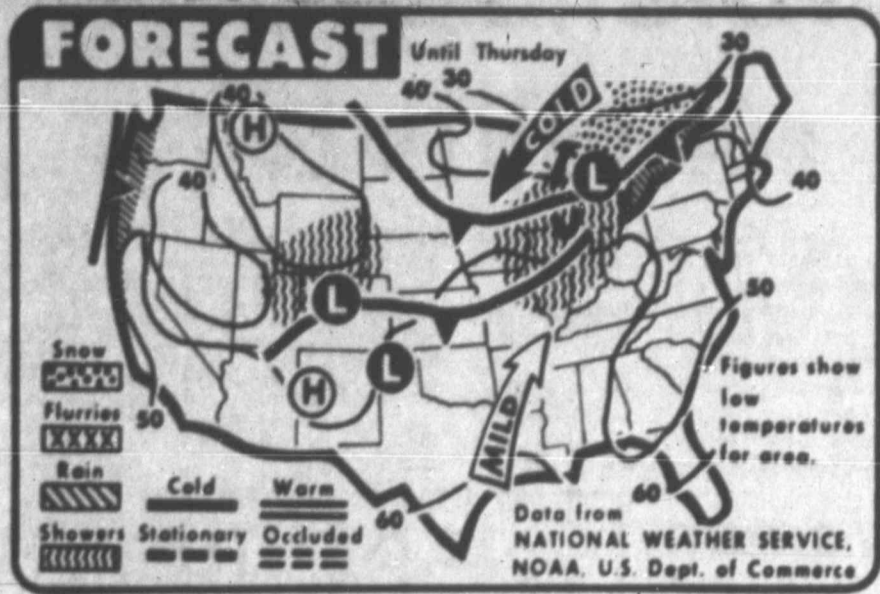 FORECAST
Until Thursday
30
40 30
40
COLD
H
L
40
40
L
50
L
H
MILD
50
60
60
Snow
Flurries
Rain
Showers
Cold
Warm
Stationary
Occluded
Figures show
low
temperatures
for area.
Data from
NATIONAL WEATHER SERVICE,
NOAA, U.S. Dept. of Commerce